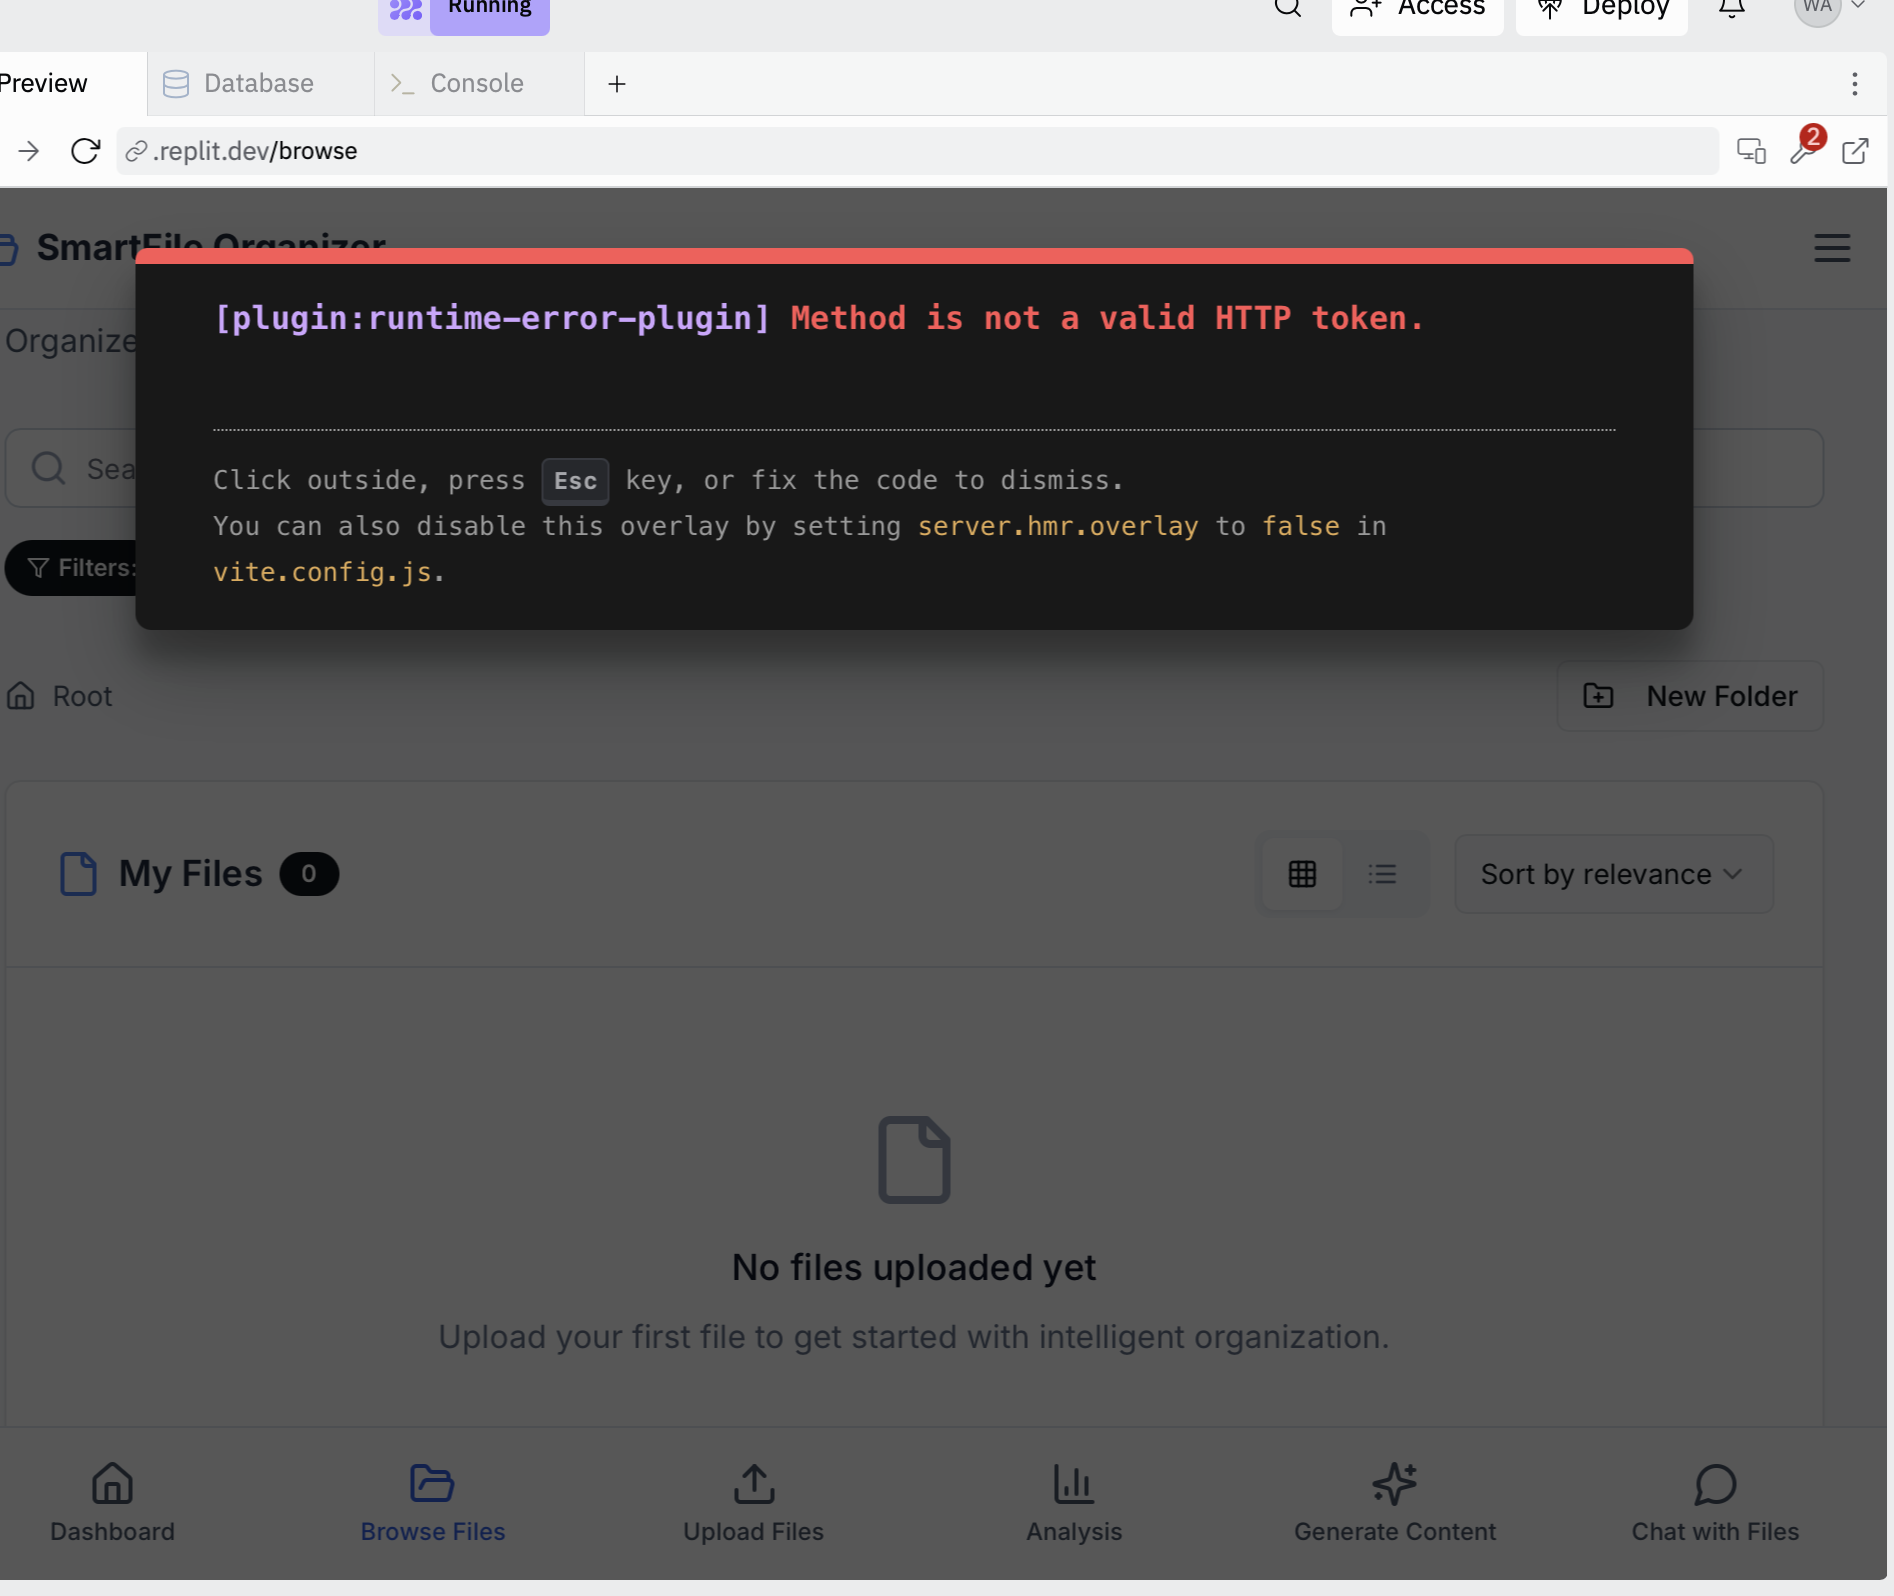 Running
Access
Deploy
WA
Preview
Database
Console
.replit.dev/browse
2
SmartFile Organizer
[plugin:runtime-error-plugin] Method is not a valid HTTP token.
Organize
Click outside, press Esc key, or fix the code to dismiss.
You can also disable this overlay by setting server.hmr.overlay to false in
vite.config.js.
Sea
Filters:
Root
New Folder
My Files 0
Sort by relevance
No files uploaded yet
Upload your first file to get started with intelligent organization.
Dashboard
Browse Files
Upload Files
Analysis
Generate Content
Chat with Files